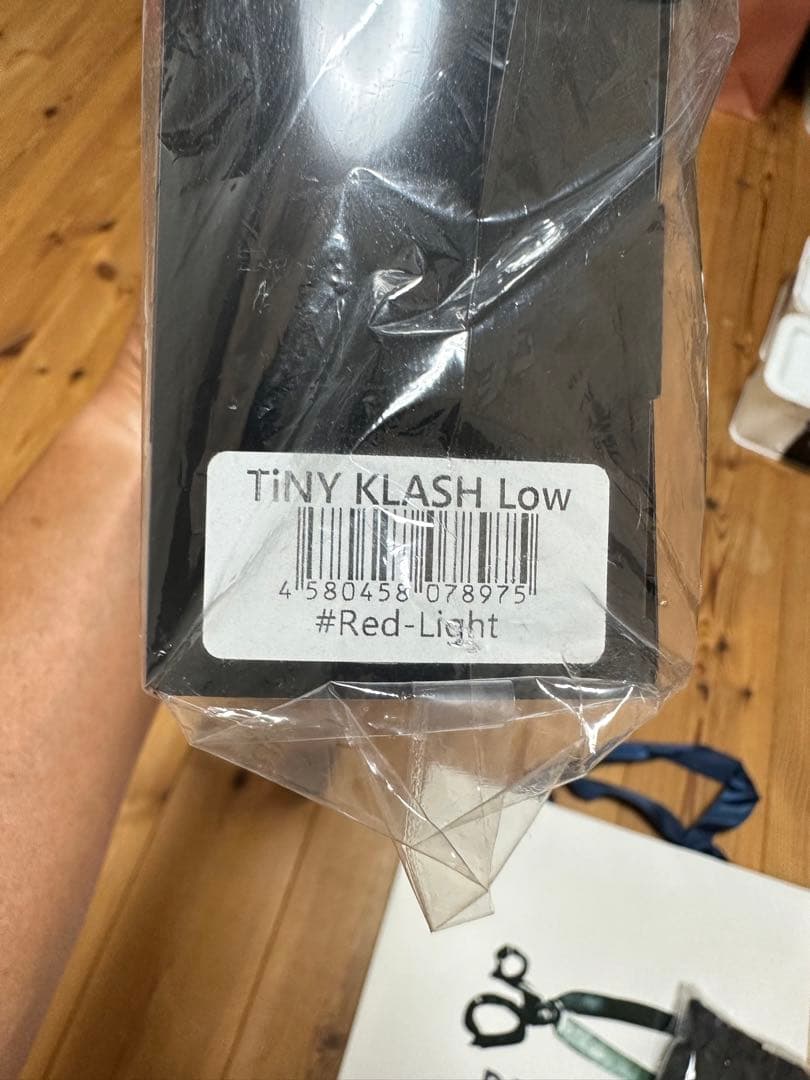 TiNY KLASH Low
4 580458 078975
#Red-Light